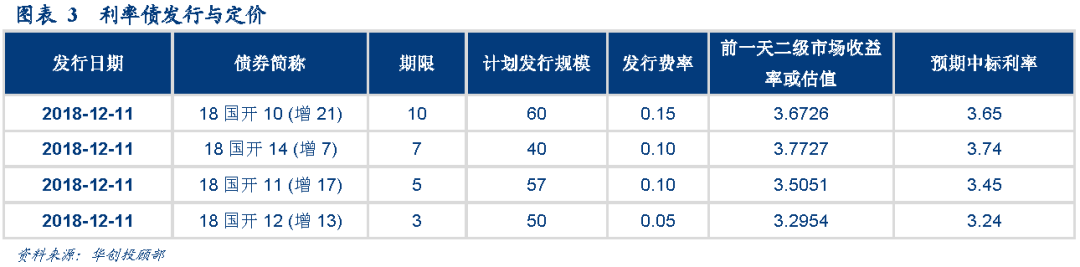 图表 3 利率债发行与定价
发行日期 债券简称 期限 计划发行规模 发行费率 前一天二级市场收益率或估值 预期中标利率
2018-12-11 18 国开 10 (增 21) 10 60 0.15 3.6726 3.65
2018-12-11 18 国开 14 (增 7) 7 40 0.10 3.7727 3.74
2018-12-11 18 国开 11 (增 17) 5 57 0.10 3.5051 3.45
2018-12-11 18 国开 12 (增 13) 3 50 0.05 3.2954 3.24
资料来源：华创投顾部